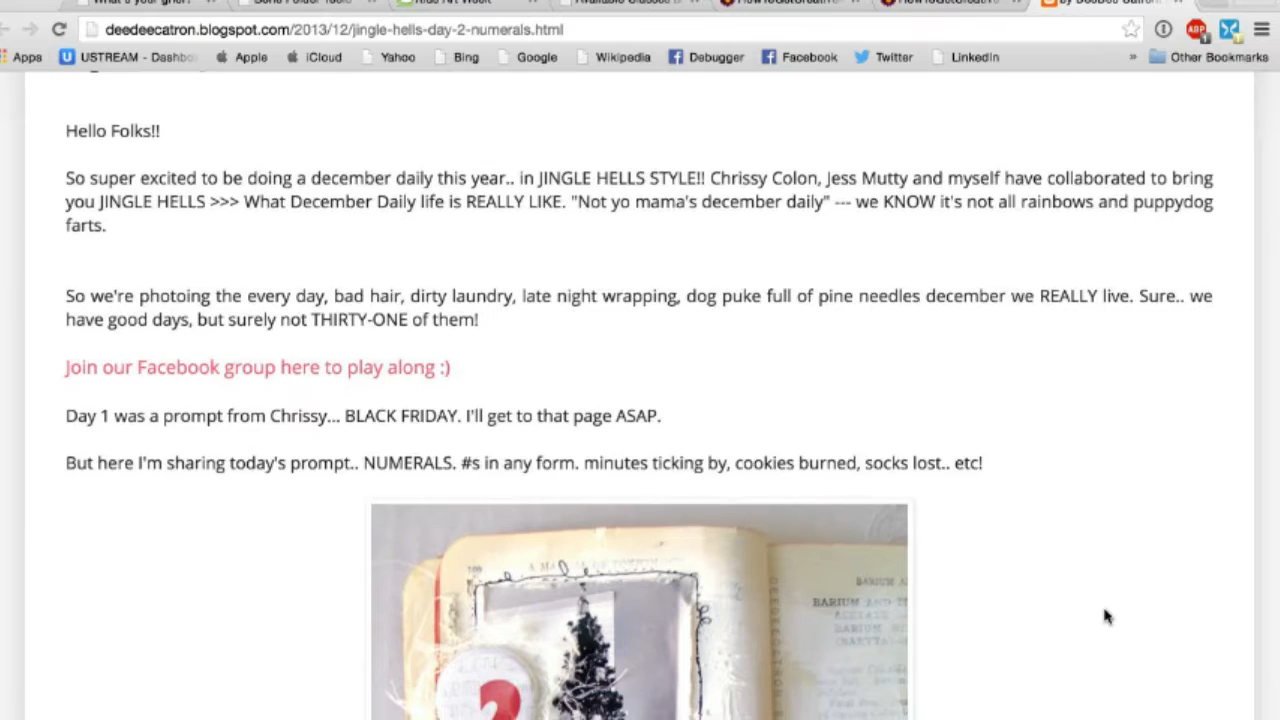 deedeecatron.blogspot.com/2013/12/jingle-hells-day-2-numerals.html
Apps USTREAM - Dashbo Apple iCloud Yahoo Bing Google Wikipedia Debugger Facebook Twitter LinkedIn » Other Bookmarks
Hello Folks!!
So super excited to be doing a december daily this year.. in JINGLE HELLS STYLE!! Chrissy Colon, Jess Mutty and myself have collaborated to bring
you JINGLE HELLS >>> What December Daily life is REALLY LIKE. "Not yo mama's december daily" --- we KNOW it's not all rainbows and puppydog
farts.
So we're photoing the every day, bad hair, dirty laundry, late night wrapping, dog puke full of pine needles december we REALLY live. Sure.. we
have good days, but surely not THIRTY-ONE of them!
Join our Facebook group here to play along :)
Day 1 was a prompt from Chrissy... BLACK FRIDAY. I'll get to that page ASAP.
But here I'm sharing today's prompt.. NUMERALS. #s in any form. minutes ticking by, cookies burned, socks lost.. etc!
BARIUM
BARIUM
2